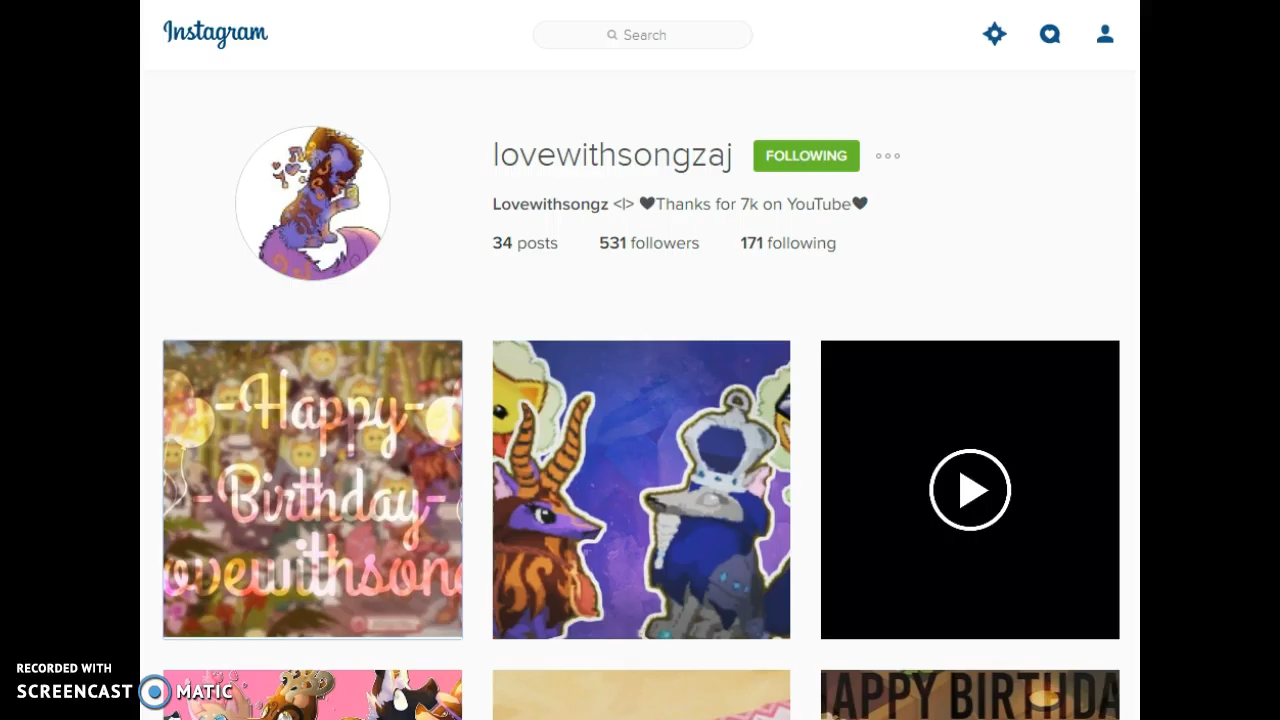 Instagram
Search
lovewithsongzaj FOLLOWING
Lovewithsongz <I> ❤Thanks for 7k on YouTube❤
34 posts 531 followers 171 following
-Happy-
-Birthday-
ovewithsong
APPY BIRTHDA
RECORDED WITH
SCREENCAST MATIC